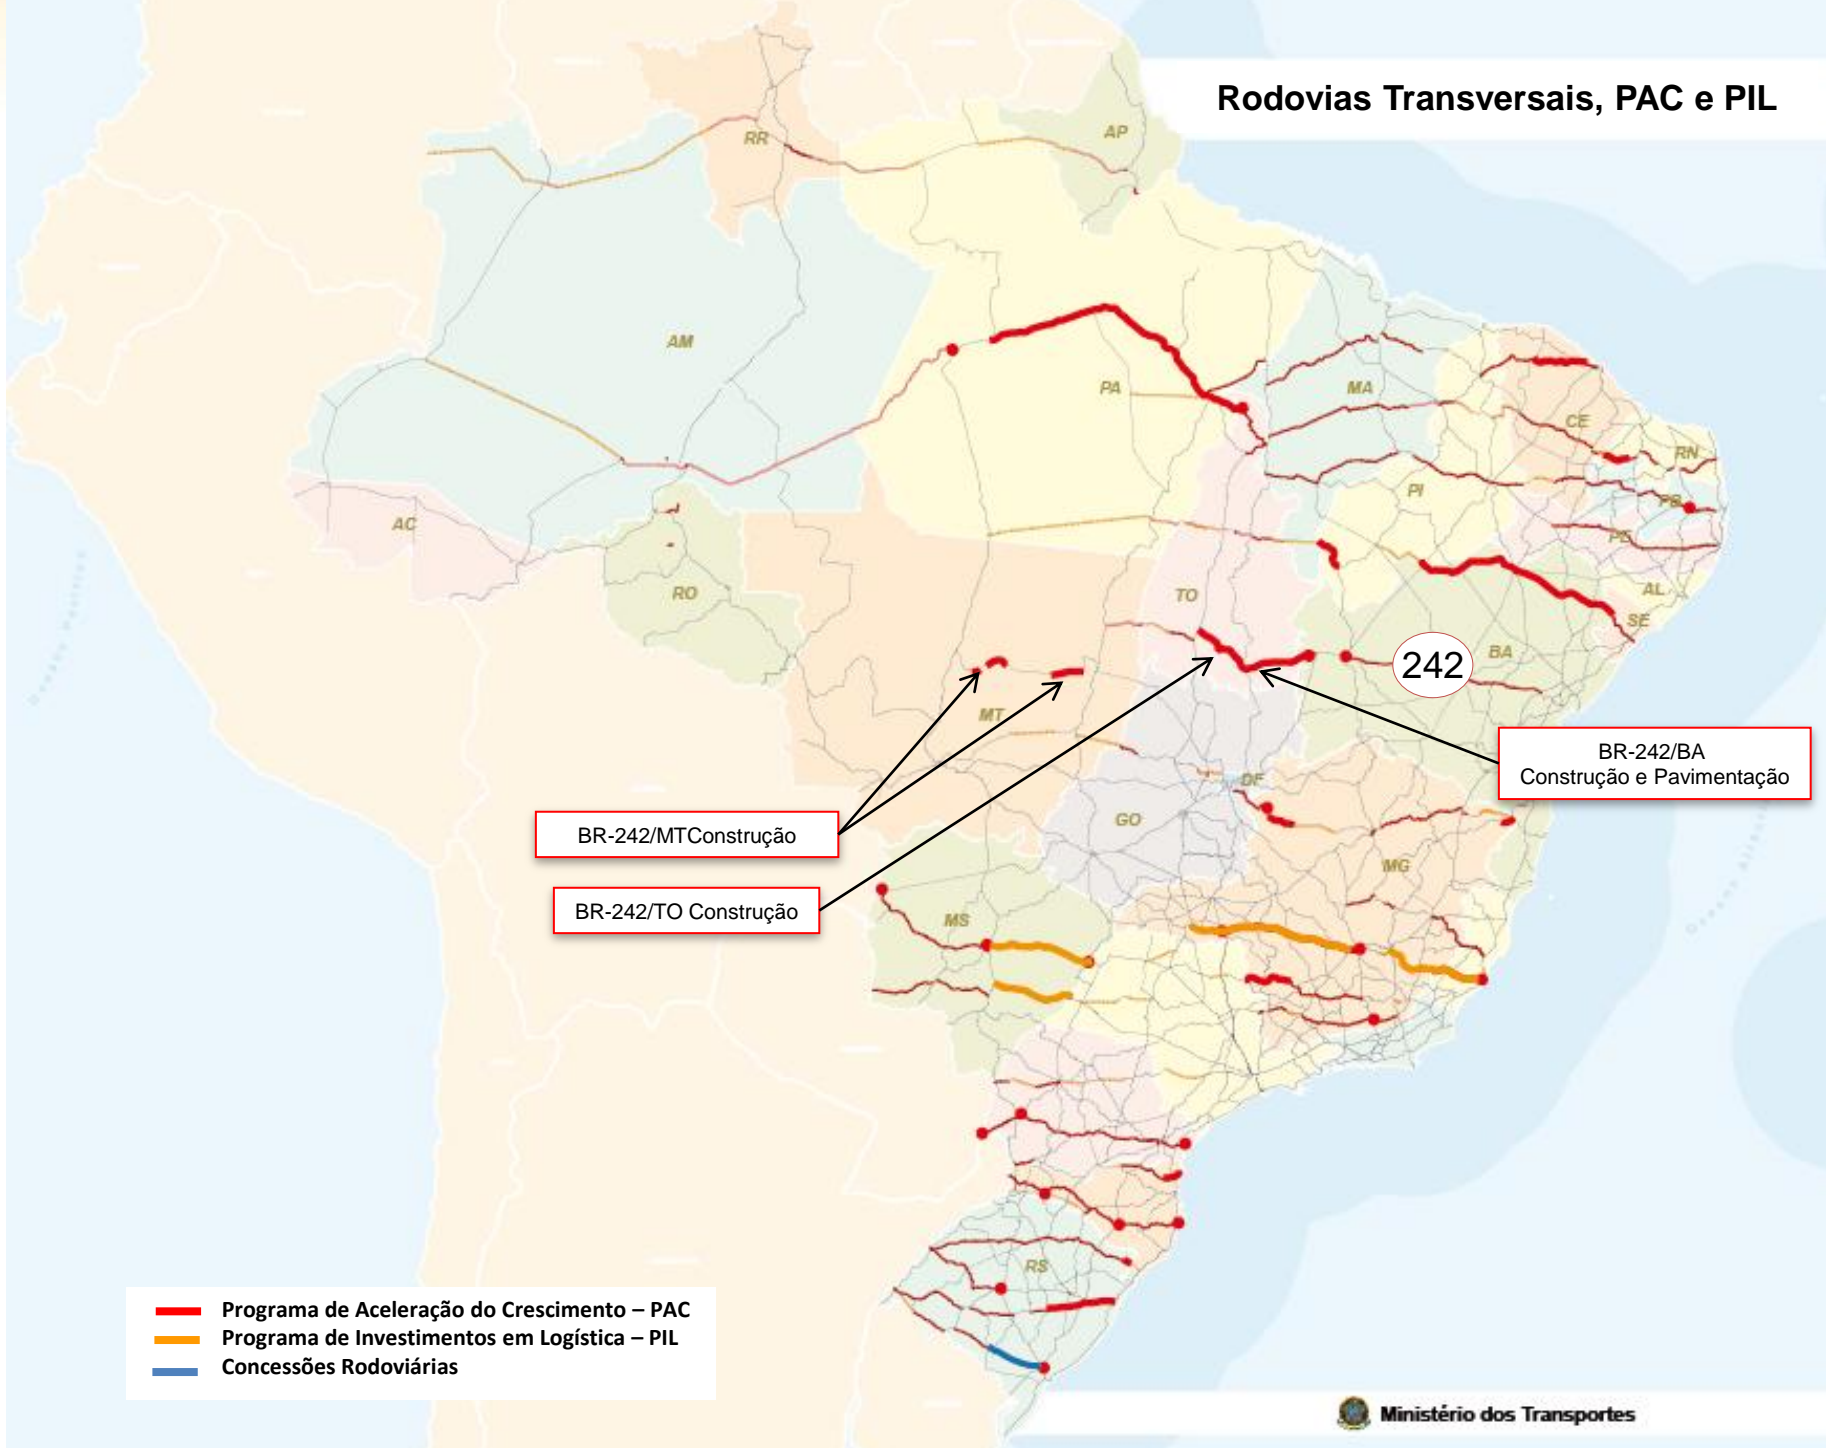 Rodovias Transversais, PAC e PIL
RR
AP
AM
PA
MA
CE
RN
PI
PB
PE
AC
RO
TO
AL
SE
BA
242
MT
BR-242/BA
Construção e Pavimentação
DF
GO
BR-242/MTConstrução
MG
BR-242/TO Construção
MS
RS
Programa de Aceleração do Crescimento – PAC
Programa de Investimentos em Logística – PIL
Concessões Rodoviárias
Ministério dos Transportes